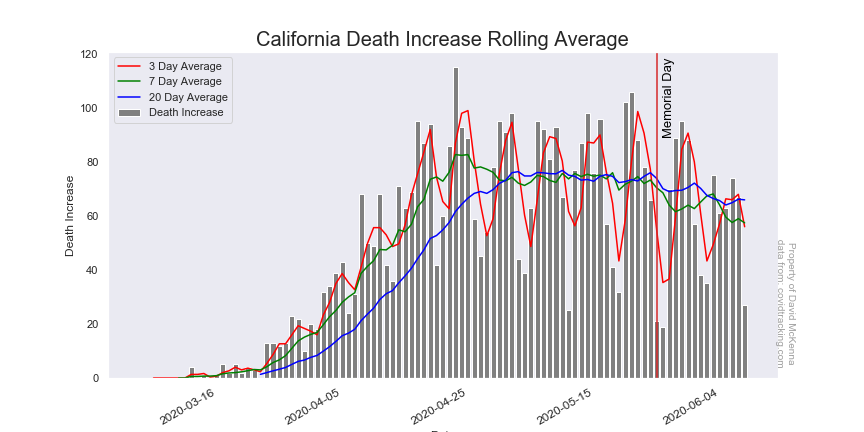 California Death Increase Rolling Average
120
100
80
60
40
20
0
Death Increase
3 Day Average
7 Day Average
20 Day Average
Death Increase
Memorial Day
Property of David McKenna
data from: covidtracking.com
2020-03-16
2020-04-05
2020-04-25
2020-05-15
2020-06-04